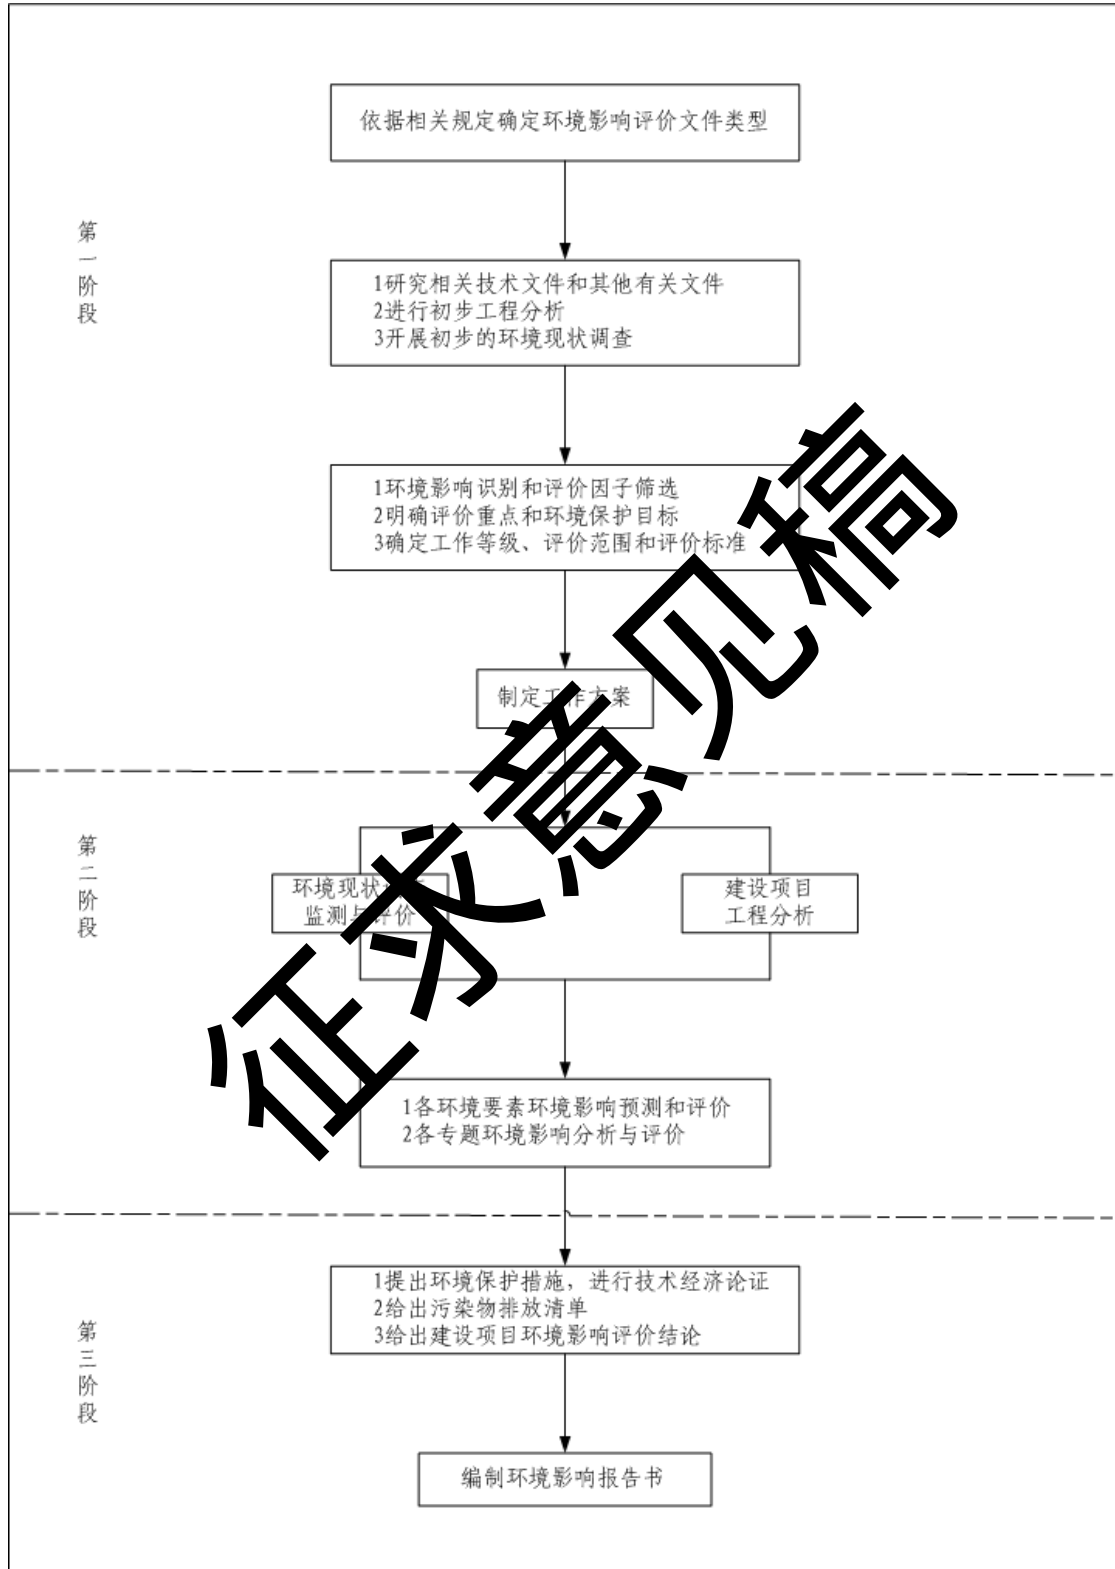 依据相关规定确定环境影响评价文件类型
第一阶段
1研究相关技术文件和其他有关文件
2进行初步工程分析
3开展初步的环境现状调查
1环境影响识别和评价因子筛选
2明确评价重点和环境保护目标
3确定工作等级、评价范围和评价标准
制定工作方案
第二阶段
环境现状
监测与评价
建设项目
工程分析
1各环境要素环境影响预测和评价
2各专题环境影响分析与评价
第三阶段
1提出环境保护措施，进行技术经济论证
2给出污染物排放清单
3给出建设项目环境影响评价结论
编制环境影响报告书
征求意见稿